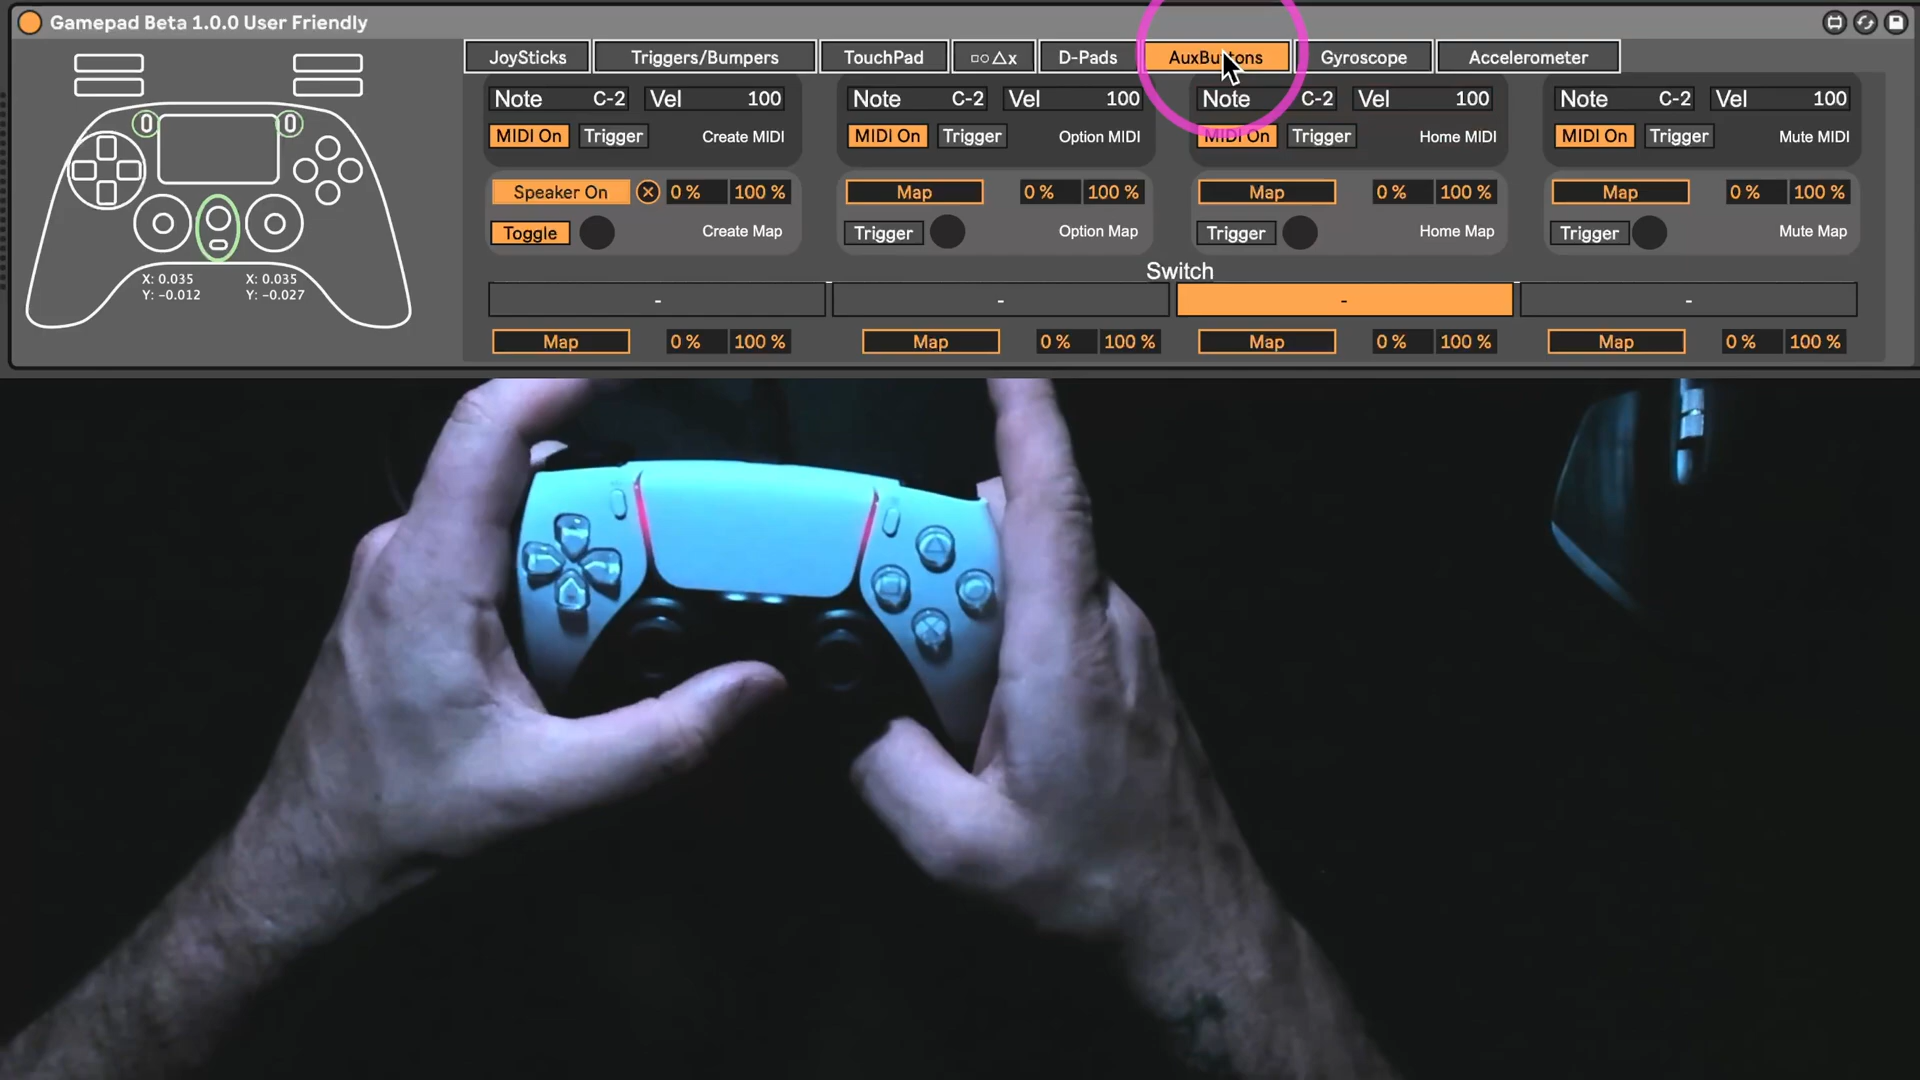 Gamepad Beta 1.0.0 User Friendly
JoySticks Triggers/Bumpers TouchPad □○△x D-Pads AuxButtons Gyroscope Accelerometer
Note C-2 Vel 100 Note C-2 Vel 100 Note C-2 Vel 100 Note C-2 Vel 100
MIDI On Trigger Create MIDI MIDI On Trigger Option MIDI MIDI On Trigger Home MIDI MIDI On Trigger Mute MIDI
Speaker On 0 % 100 % Map 0 % 100 % Map 0 % 100 % Map 0 % 100 %
Toggle Create Map Trigger Option Map Trigger Home Map Trigger Mute Map
Switch
- - - -
Map 0 % 100 % Map 0 % 100 % Map 0 % 100 % Map 0 % 100 %
X: 0.035 X: 0.035
Y: -0.012 Y: -0.027